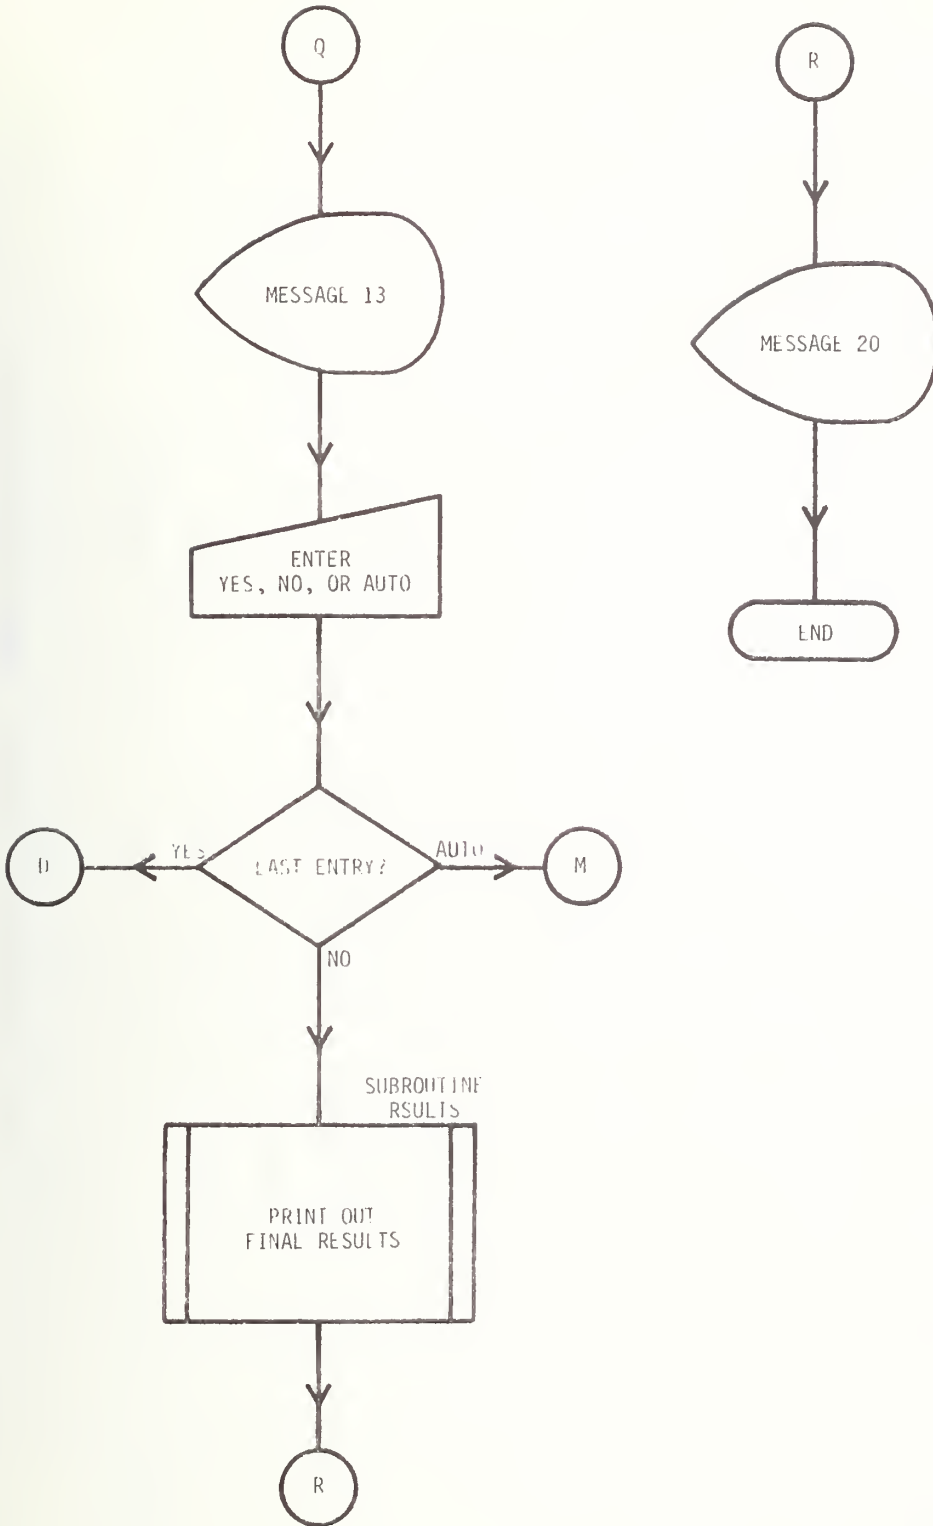 Q
MESSAGE 13
ENTER
YES, NO, OR AUTO
LAST ENTRY?
YES
D
AUTO
M
NO
SUBROUTINE
RSULTS
PRINT OUT
FINAL RESULTS
R
R
MESSAGE 20
END